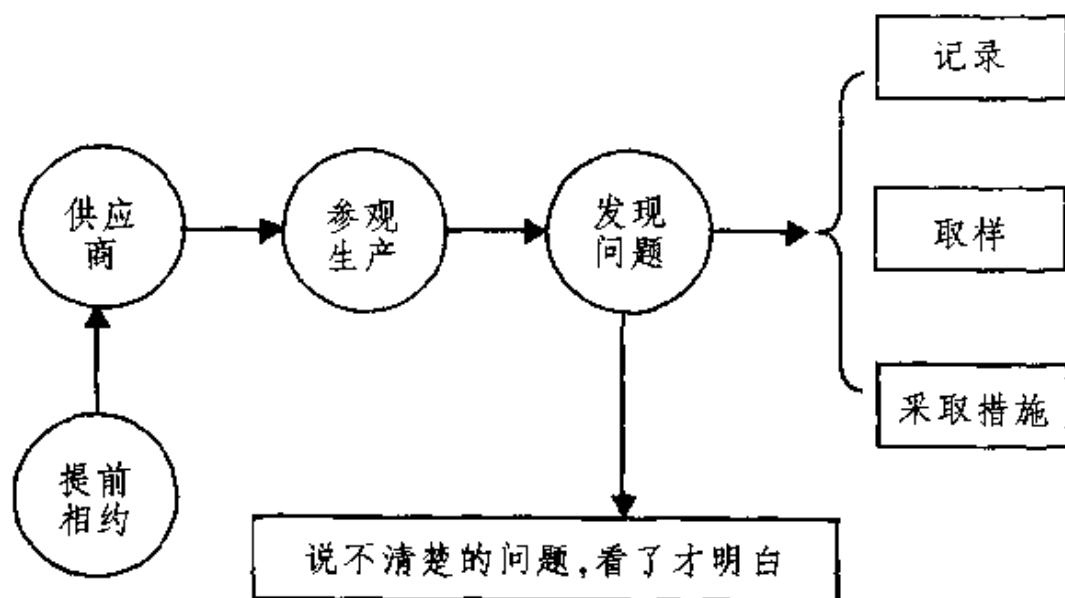 记录
供应
商
参观
生产
发现
问题
取样
采取措施
提前
相约
说不清楚的问题,看了才明白